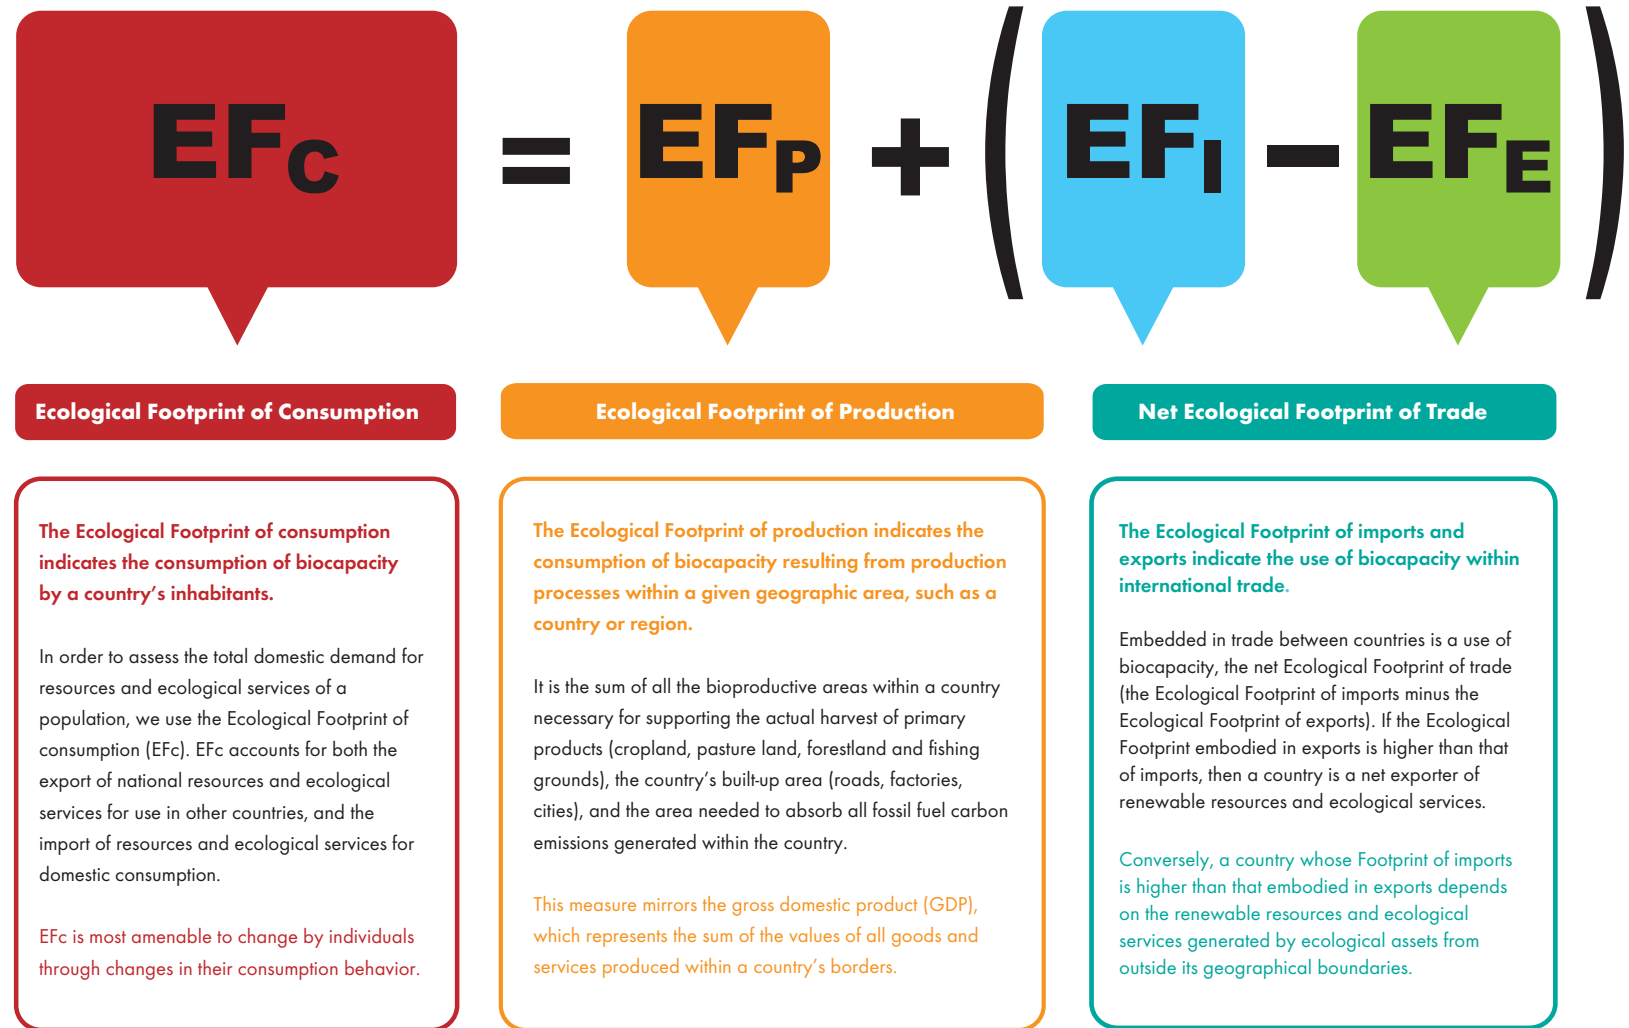 EFC = EFP + ( EFI – EFE )
Ecological Footprint of Consumption
The Ecological Footprint of consumption
indicates the consumption of biocapacity
by a country’s inhabitants.
In order to assess the total domestic demand for
resources and ecological services of a
population, we use the Ecological Footprint of
consumption (EFc). EFc accounts for both the
export of national resources and ecological
services for use in other countries, and the
import of resources and ecological services for
domestic consumption.
EFc is most amenable to change by individuals
through changes in their consumption behavior.
Ecological Footprint of Production
The Ecological Footprint of production indicates the
consumption of biocapacity resulting from production
processes within a given geographic area, such as a
country or region.
It is the sum of all the bioproductive areas within a country
necessary for supporting the actual harvest of primary
products (cropland, pasture land, forestland and fishing
grounds), the country’s built-up area (roads, factories,
cities), and the area needed to absorb all fossil fuel carbon
emissions generated within the country.
This measure mirrors the gross domestic product (GDP),
which represents the sum of the values of all goods and
services produced within a country’s borders.
Net Ecological Footprint of Trade
The Ecological Footprint of imports and
exports indicate the use of biocapacity within
international trade.
Embedded in trade between countries is a use of
biocapacity, the net Ecological Footprint of trade
(the Ecological Footprint of imports minus the
Ecological Footprint of exports). If the Ecological
Footprint embodied in exports is higher than that
of imports, then a country is a net exporter of
renewable resources and ecological services.
Conversely, a country whose Footprint of imports
is higher than that embodied in exports depends
on the renewable resources and ecological
services generated by ecological assets from
outside its geographical boundaries.